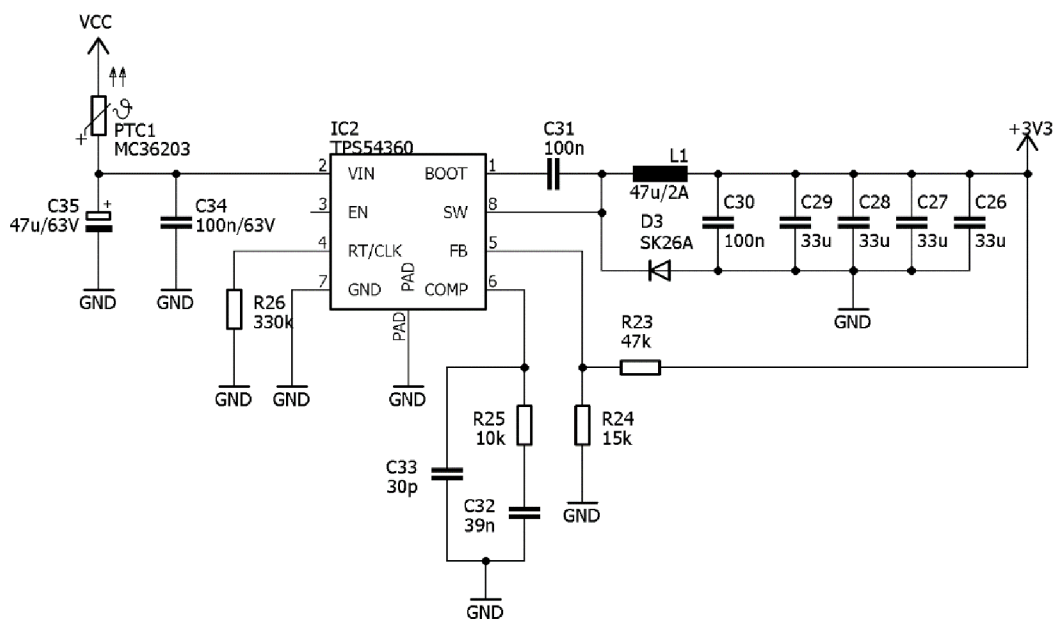 VCC
+
ϑ
PTC1
MC36203
IC2
TPS54360
C31
100n
+3V3
2
VIN
BOOT
1
L1
47u/2A
C35
47u/63V
+
C34
100n/63V
3
EN
SW
8
D3
SK26A
C30
100n
C29
33u
C28
33u
C27
33u
C26
33u
4
RT/CLK
FB
5
7
GND
PAD
COMP
6
GND
GND
R26
330k
PAD
GND
R23
47k
GND
GND
GND
R25
10k
R24
15k
C33
30p
C32
39n
GND
GND